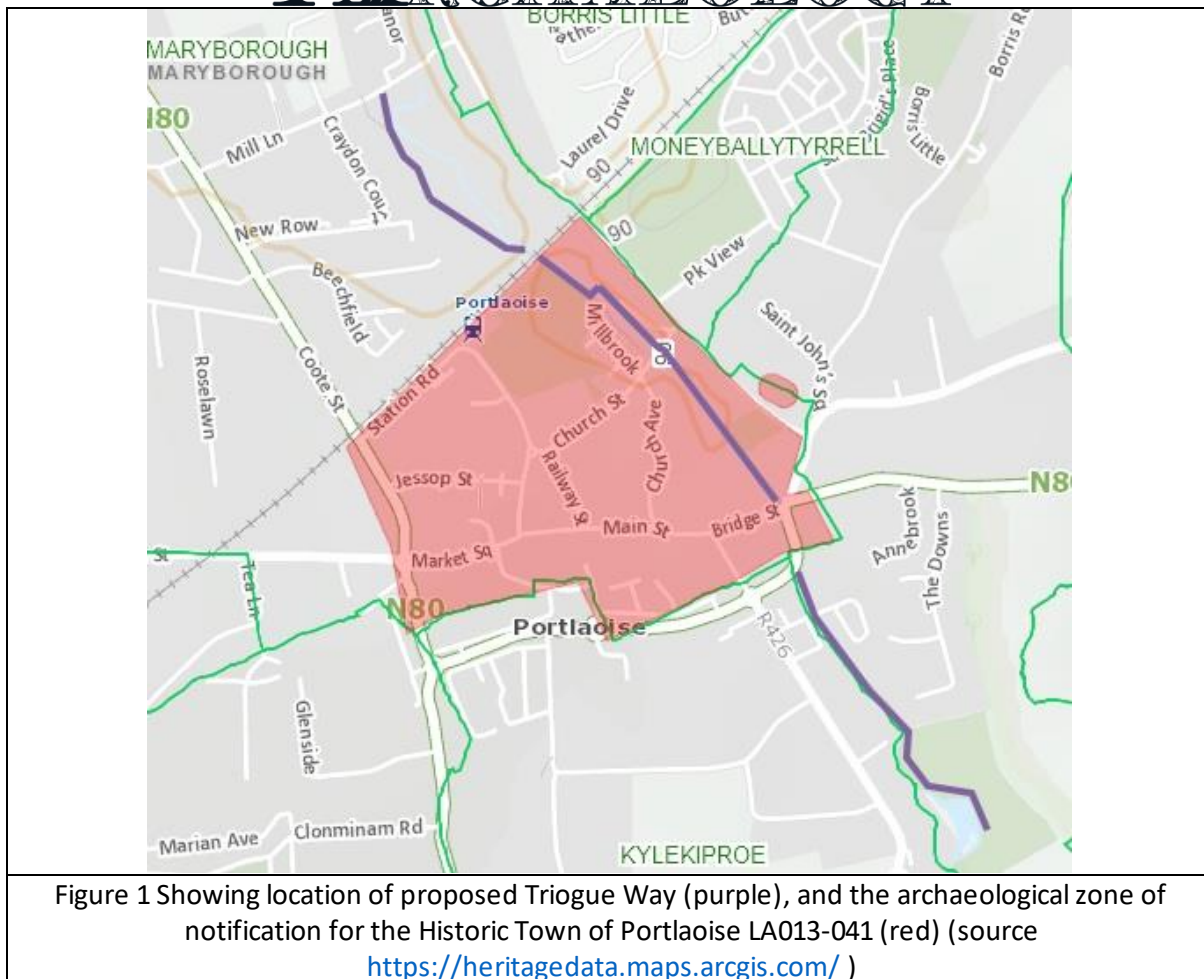 BORRIS LITTLE
MARYBOROUGH
MARYBOROUGH
N80
Mill Ln
Craydon Court
Laurel Drive
90
MONEYBALLYTYRRELL
Borris Little
New Row
90
Pk View
Beechfield
Portlaoise
Millbrook
Saint John's Sq
Coote St
Roselawn
Station Rd
Church St
Church Ave
Railway St
Jessop St
Main St
Bridge St
N80
Annebrook
The Downs
Market Sq
St
Tea Ln
N80
Portlaoise
R426
Glenside
Marian Ave
Clonminam Rd
KYLEKIPROE
Figure 1 Showing location of proposed Triogue Way (purple), and the archaeological zone of
notification for the Historic Town of Portlaoise LA013-041 (red) (source
https://heritagedata.maps.arcgis.com/ )